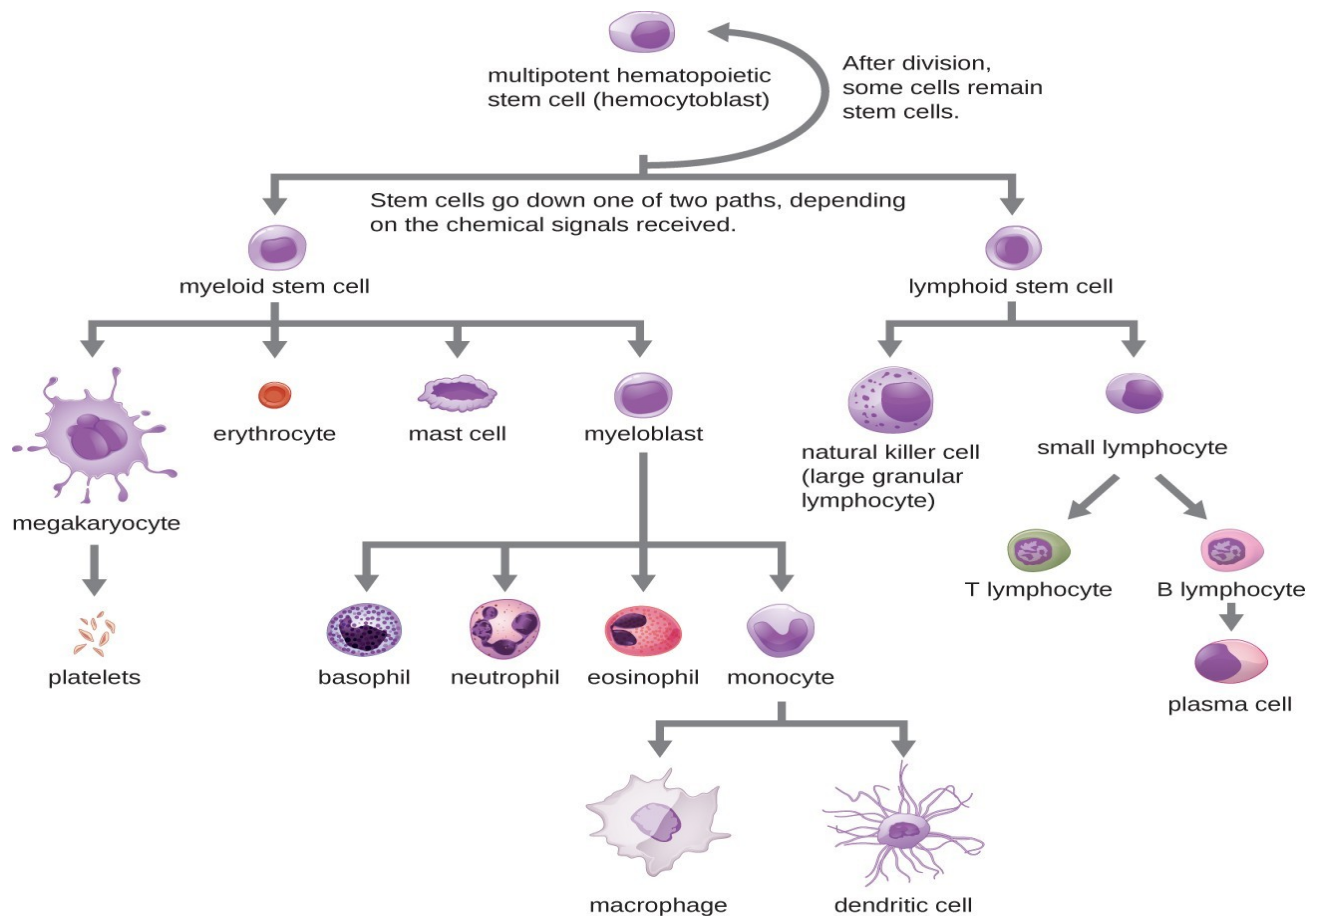 multipotent hematopoietic
stem cell (hemocytoblast)
After division,
some cells remain
stem cells.
Stem cells go down one of two paths, depending
on the chemical signals received.
myeloid stem cell
lymphoid stem cell
megakaryocyte
erythrocyte
mast cell
myeloblast
natural killer cell
(large granular
lymphocyte)
small lymphocyte
T lymphocyte
B lymphocyte
platelets
basophil
neutrophil
eosinophil
monocyte
plasma cell
macrophage
dendritic cell